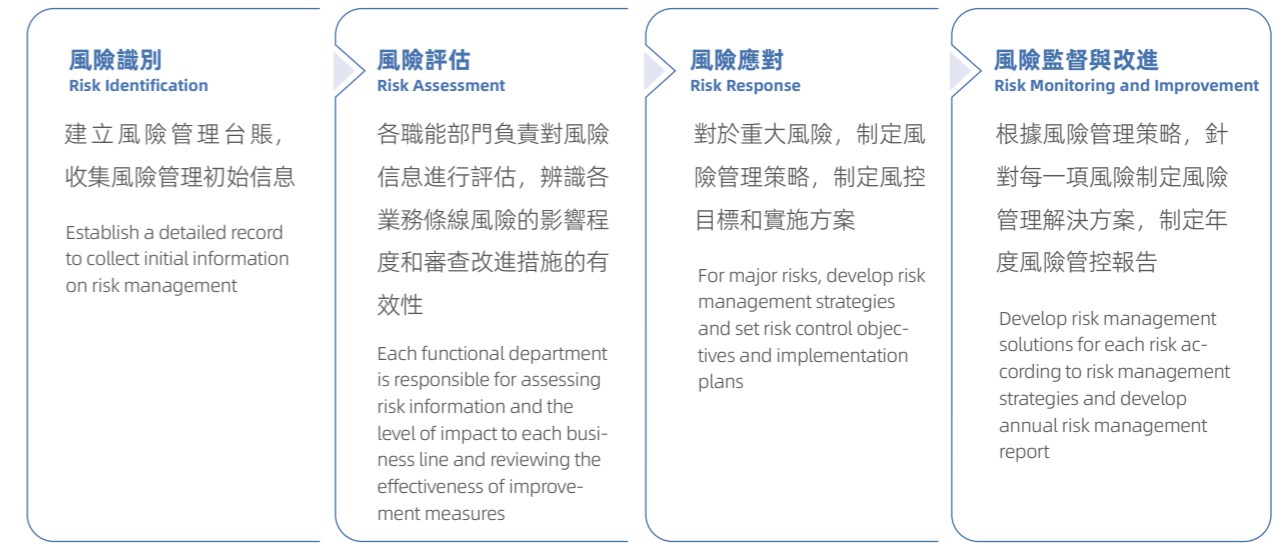 風險識別
Risk Identification
建立風險管理台賬，
收集風險管理初始信息
Establish a detailed record
to collect initial information
on risk management
風險評估
Risk Assessment
各職能部門負責對風險
信息進行評估，辨識各
業務條線風險的影響程
度和審查改進措施的有
效性
Each functional department
is responsible for assessing
risk information and the
level of impact to each busi-
ness line and reviewing the
effectiveness of improve-
ment measures
風險應對
Risk Response
對於重大風險，制定風
險管理策略，制定風控
目標和實施方案
For major risks, develop risk
management strategies
and set risk control objec-
tives and implementation
plans
風險監督與改進
Risk Monitoring and Improvement
根據風險管理策略，針
對每一項風險制定風險
管理解決方案，制定年
度風險管控報告
Develop risk management
solutions for each risk ac-
cording to risk management
strategies and develop
annual risk management
report